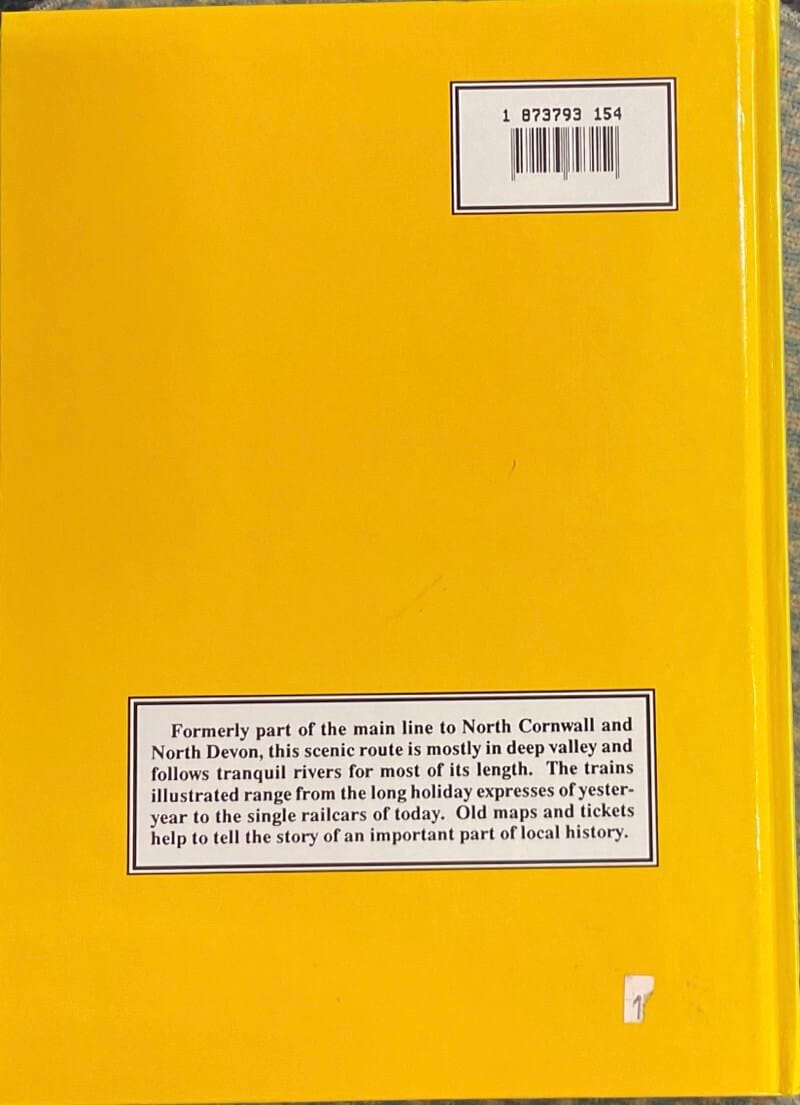 1 873793 154
Formerly part of the main line to North Cornwall and
North Devon, this scenic route is mostly in deep valley and
follows tranquil rivers for most of its length. The trains
illustrated range from the long holiday expresses of yester-
year to the single railcars of today. Old maps and tickets
help to tell the story of an important part of local history.
1